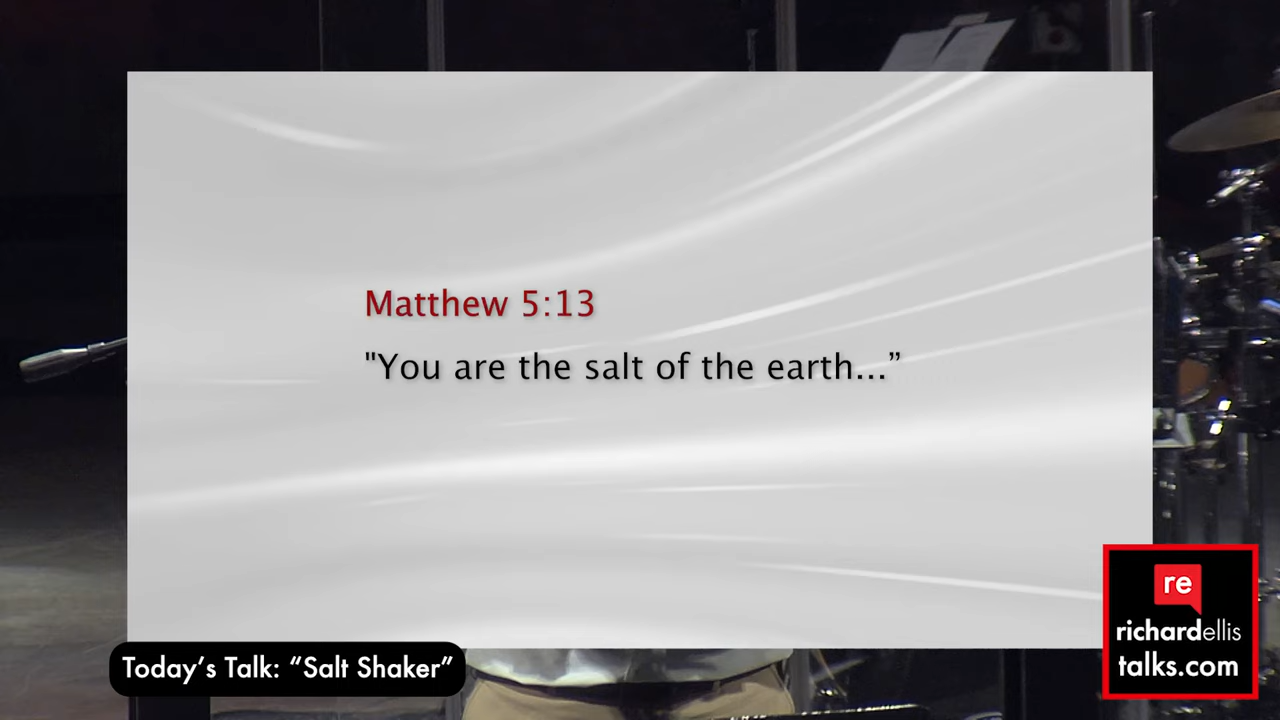 Matthew 5:13
"You are the salt of the earth...”
Today’s Talk: “Salt Shaker”
re
richardellis
talks.com